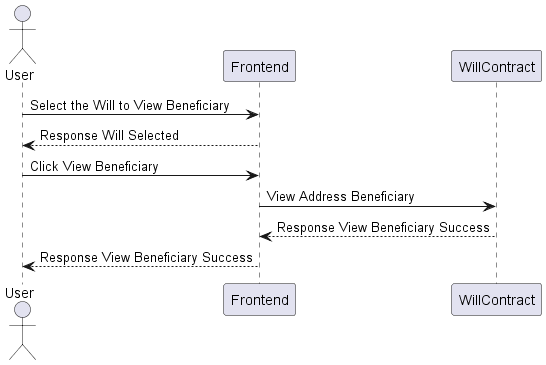 User
Frontend
WillContract
Select the Will to View Beneficiary
Response Will Selected
Click View Beneficiary
View Address Beneficiary
Response View Beneficiary Success
Response View Beneficiary Success
User
Frontend
WillContract